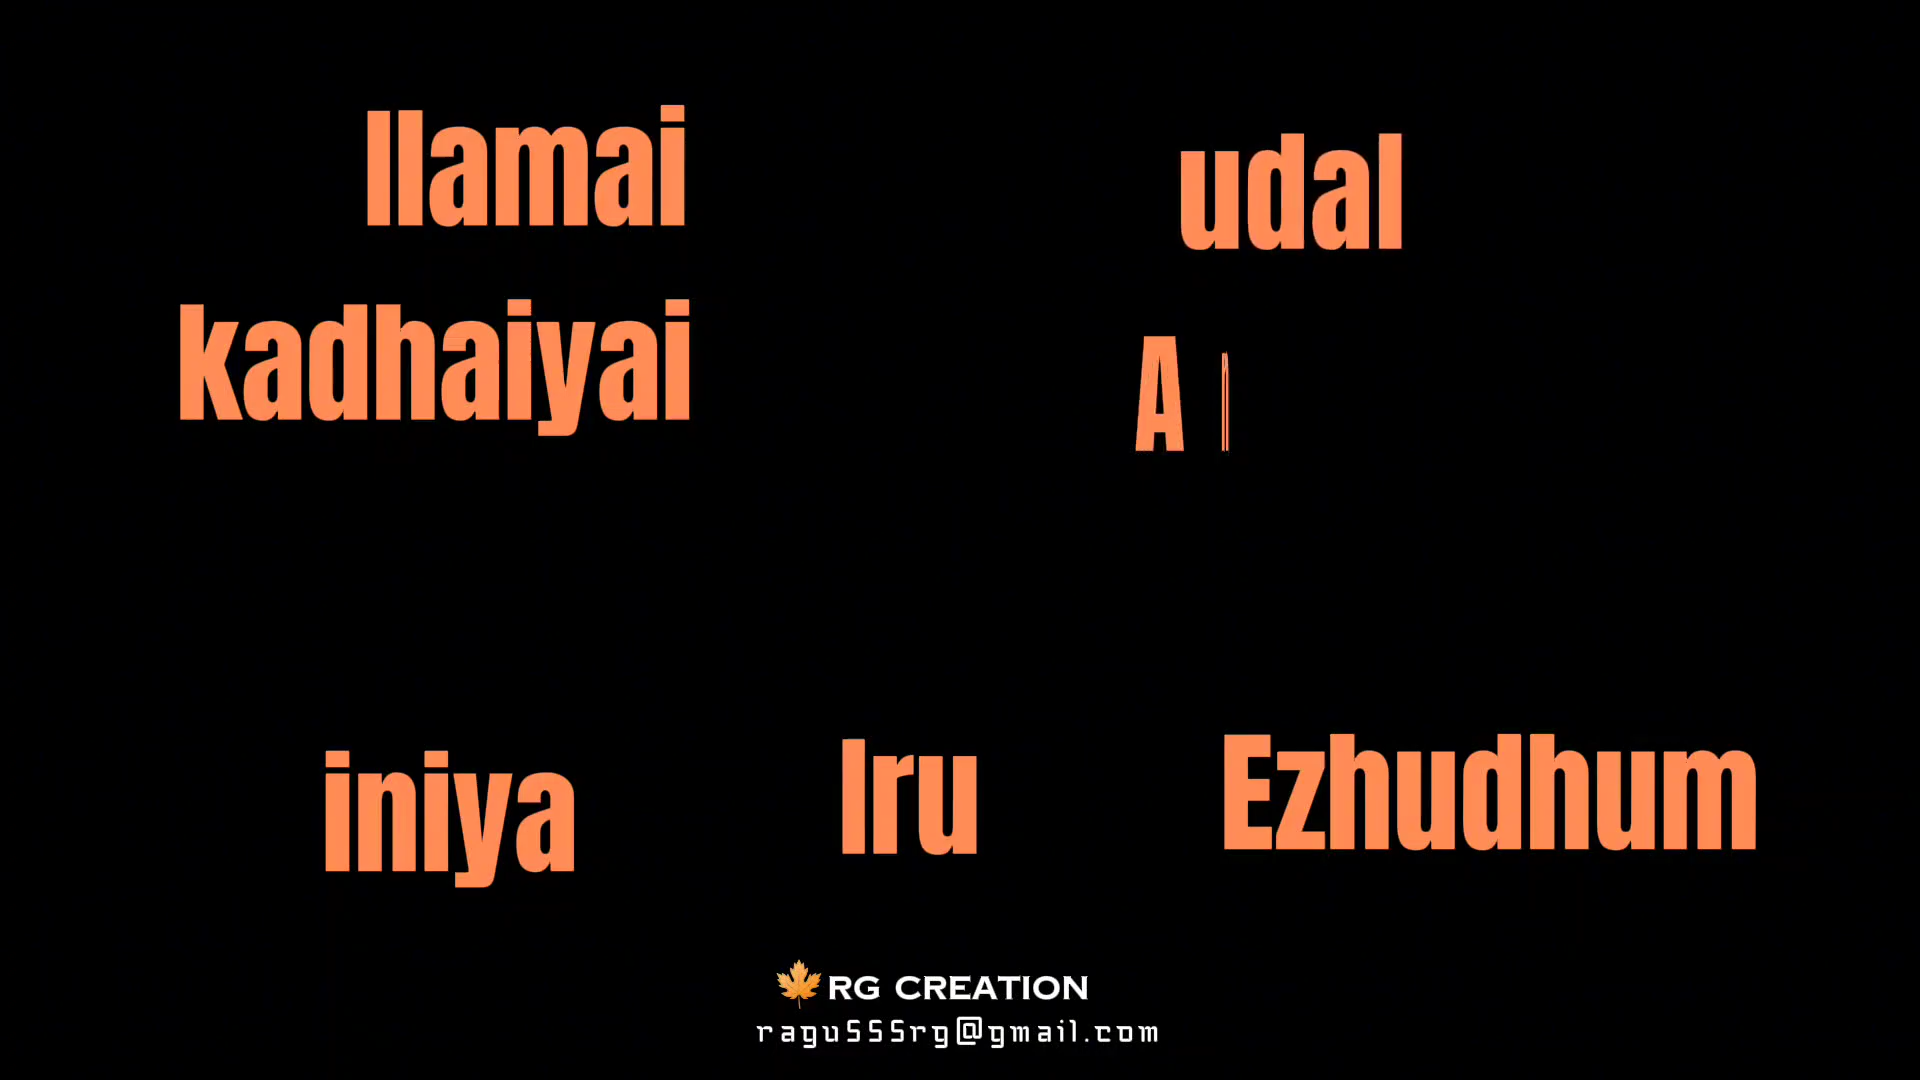 Ilamai
kadhaiyai
udal
A
iniya
Iru
Ezhudhum
RG CREATION
ragu555rg@gmail.com